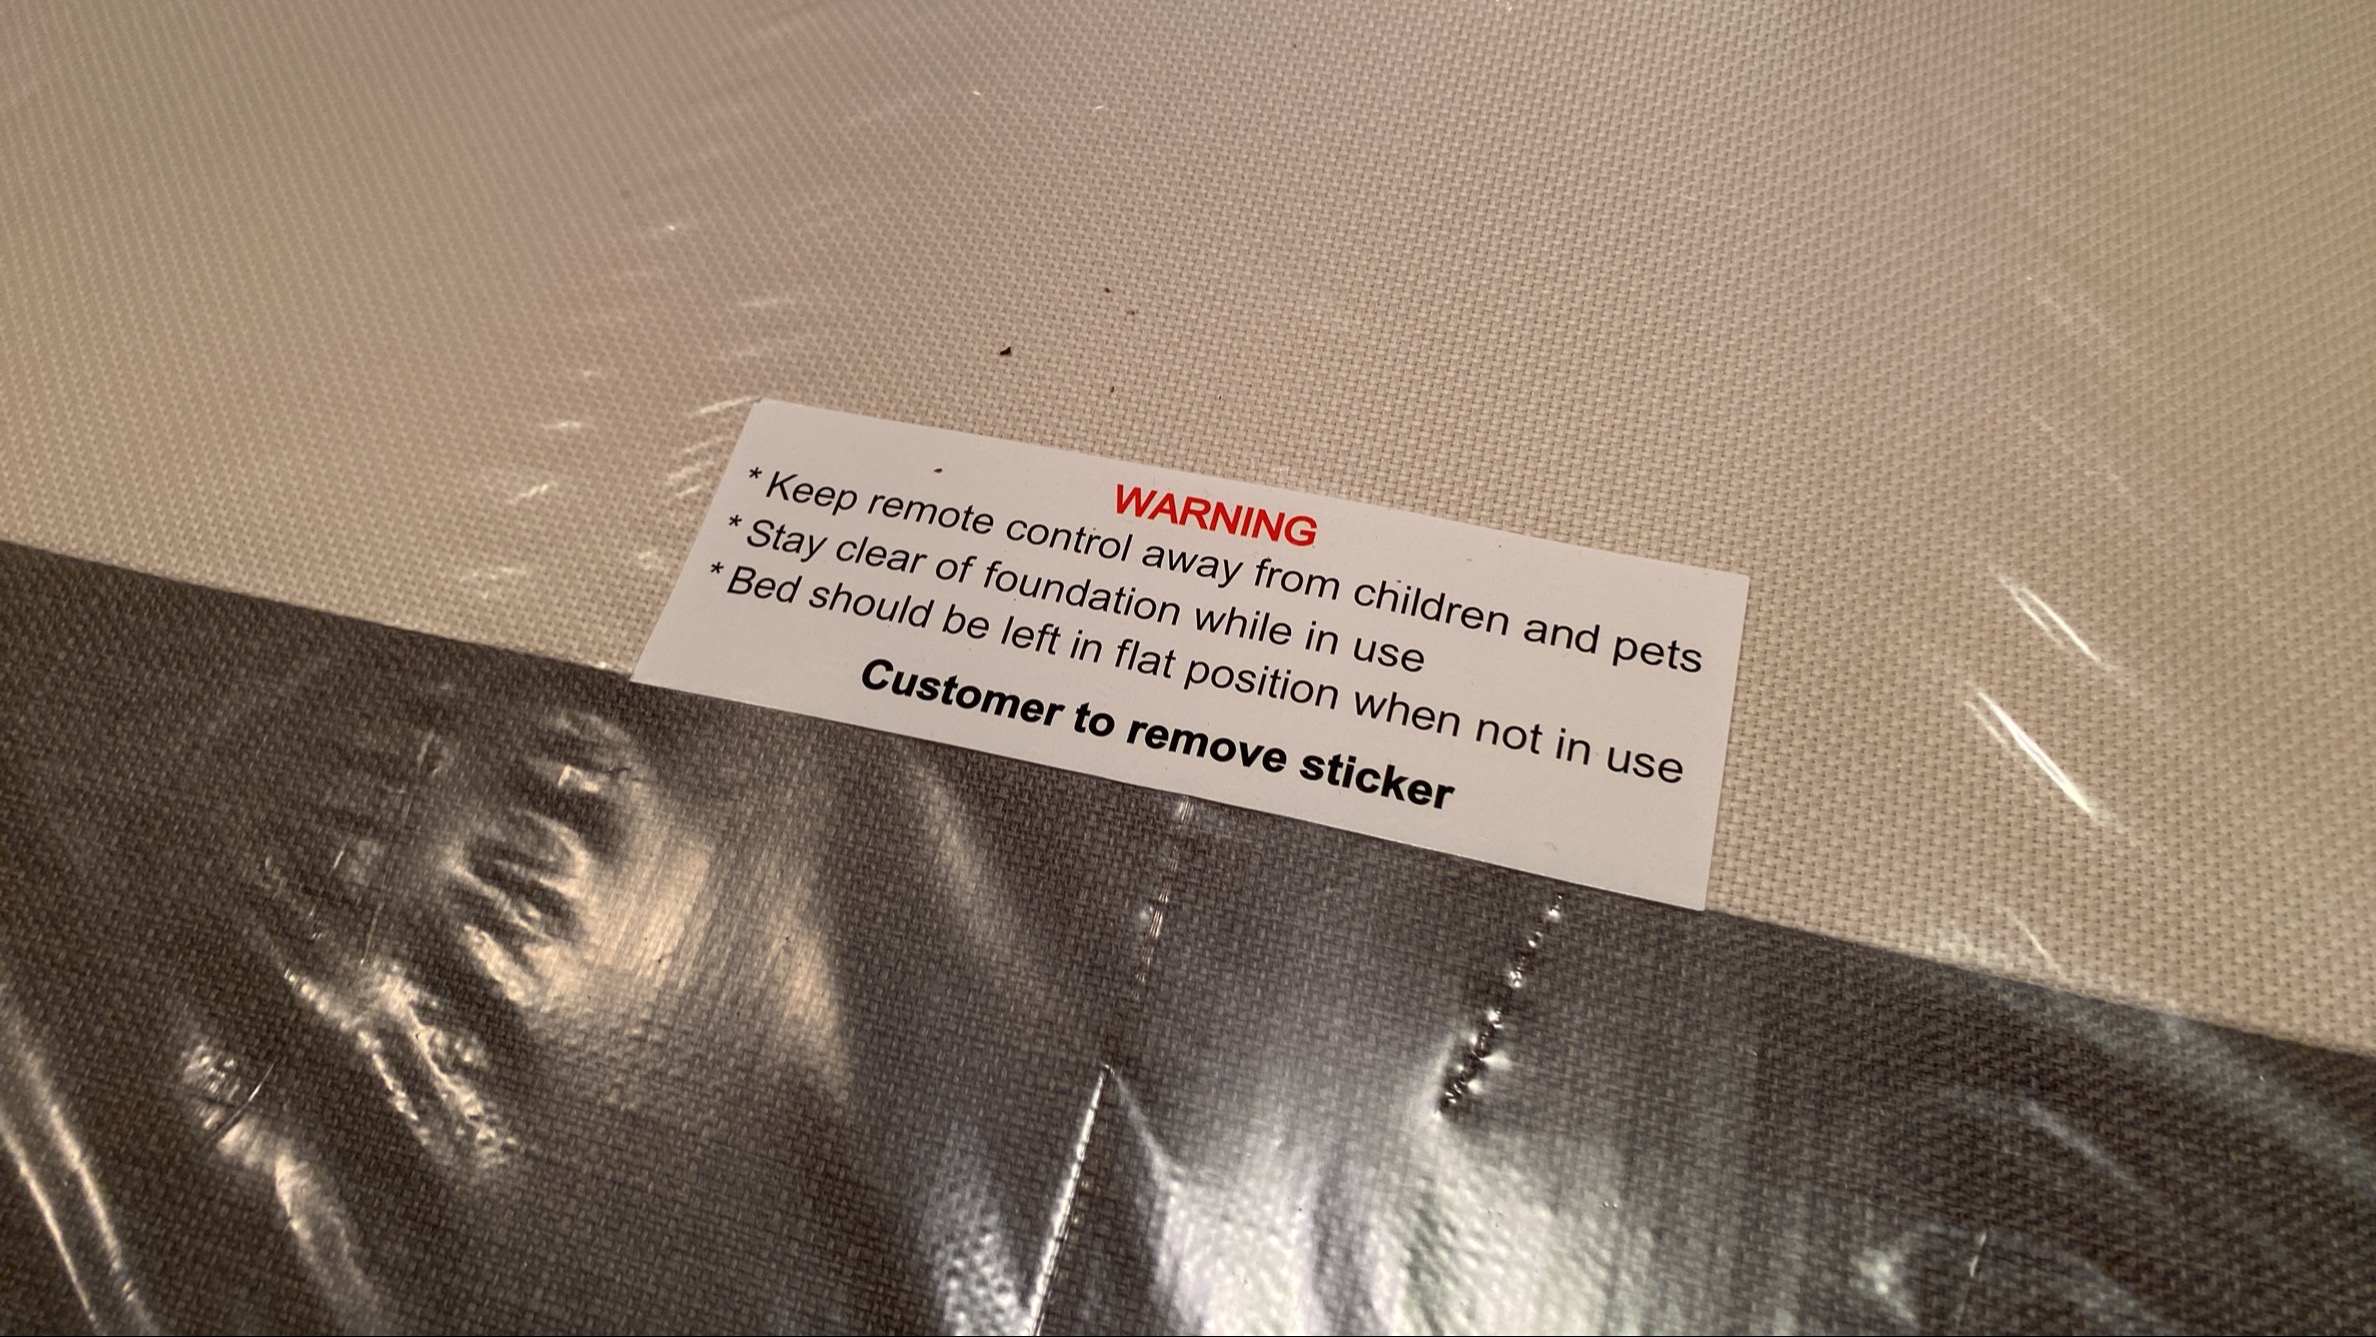 WARNING
* Keep remote control away from children and pets
* Stay clear of foundation while in use
* Bed should be left in flat position when not in use
Customer to remove sticker